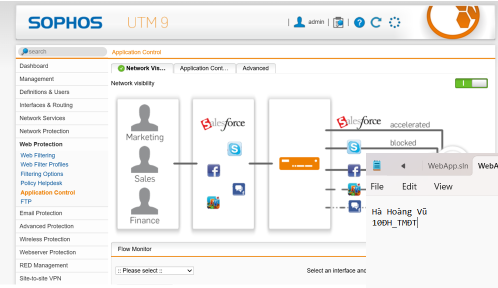 SOPHOS UTM 9
admin
search
Application Control
Dashboard
Management
Definitions & Users
Interfaces & Routing
Network Services
Network Protection
Web Protection
Web Filtering
Web Filter Profiles
Filtering Options
Policy Helpdesk
Application Control
FTP
Email Protection
Advanced Protection
Wireless Protection
Webserver Protection
RED Management
Site-to-site VPN
Network Vis... Application Cont... Advanced
Network visibility
Marketing
Sales
Finance
Salesforce
Salesforce
accelerated
blocked
Flow Monitor
:: Please select ::
Select an interface and
WebApp.sln WebA
File Edit View
Hà Hoàng Vũ
10ĐH_TMĐT